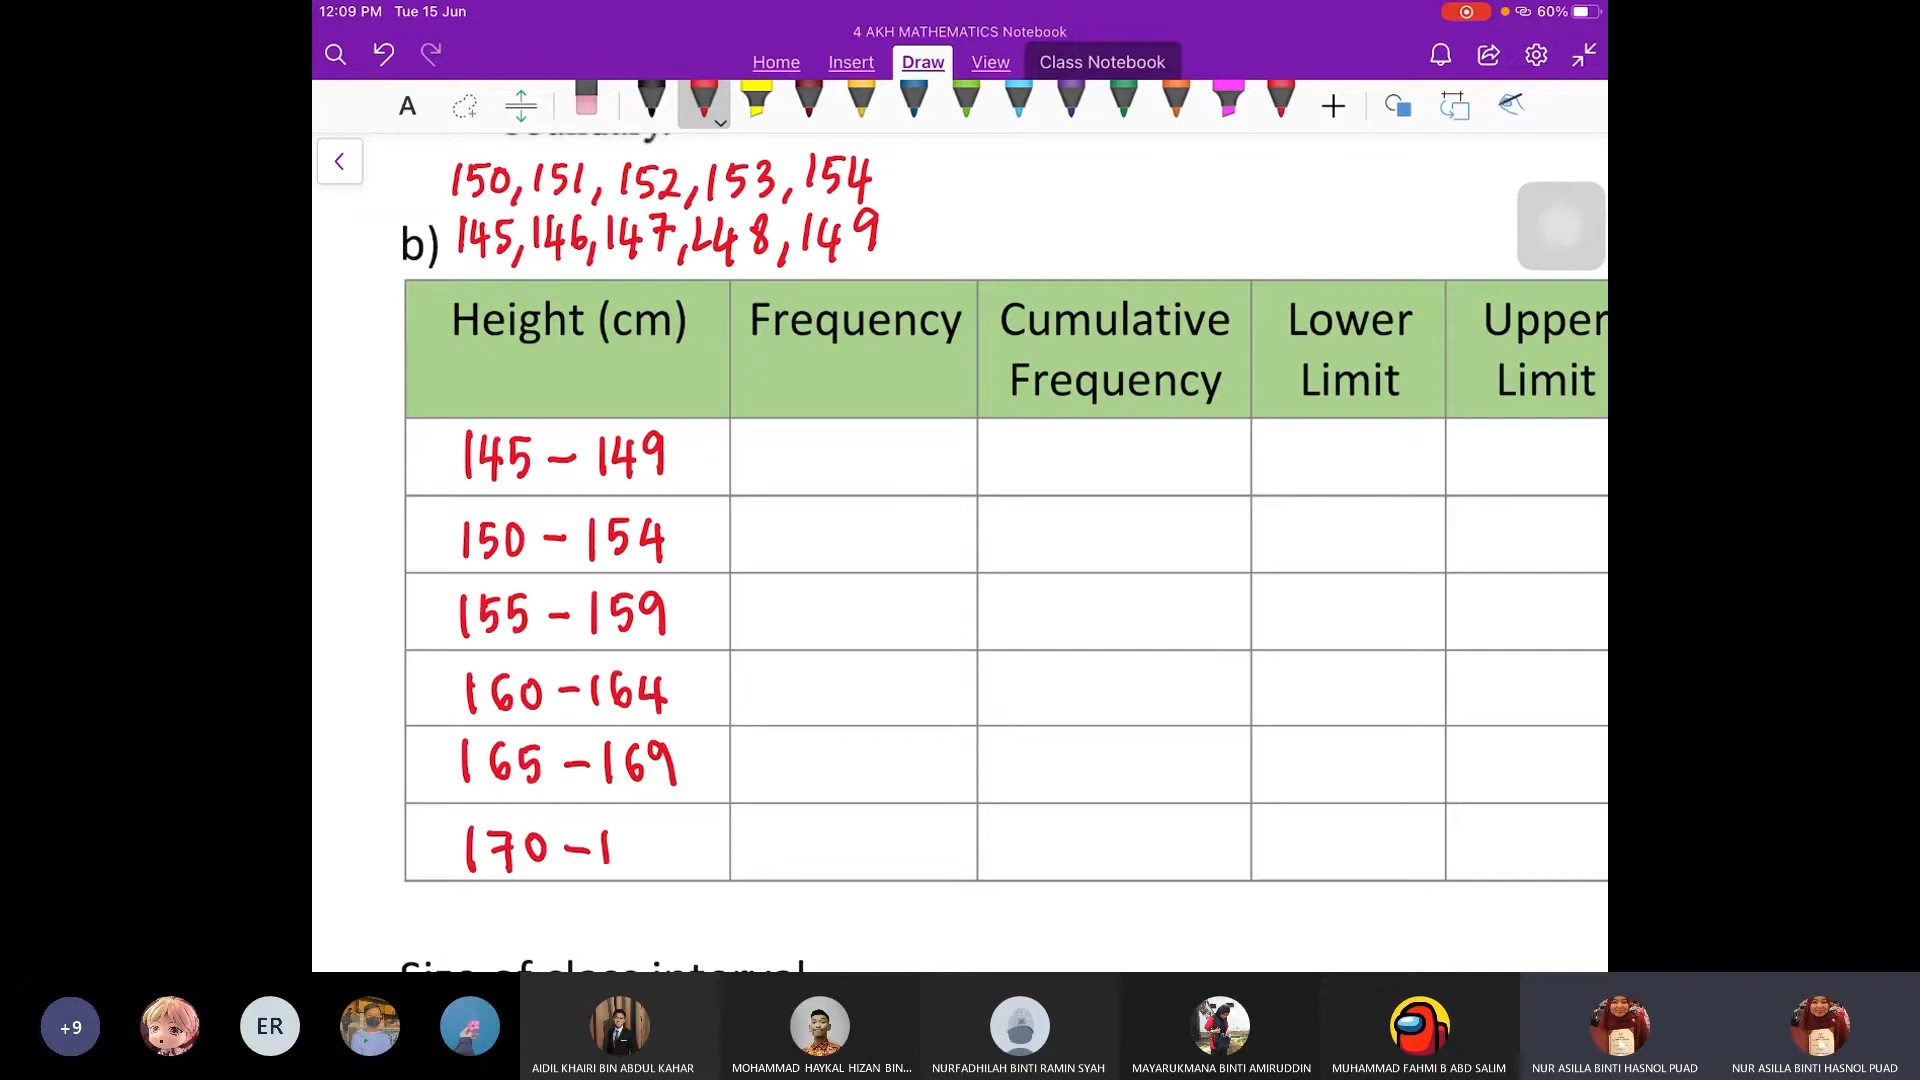 12:09 PM Tue 15 Jun
60%
4 AKH MATHEMATICS Notebook
Home Insert Draw View Class Notebook
A
150, 151, 152, 153, 154
b) 145, 146, 147, 148, 149
Height (cm) Frequency Cumulative Frequency Lower Limit Upper Limit
145 - 149
150 - 154
155 - 159
160 - 164
165 - 169
170 - 1
Size of class interval
+9 ER
AIDIL KHAIRI BIN ABDUL KAHAR MOHAMMAD HAYKAL HIZAN BIN... NURFADHILAH BINTI RAMIN SYAH MAYARUKMANA BINTI AMIRUDDIN MUHAMMAD FAHMI B ABD SALIM NUR ASILLA BINTI HASNOL PUAD NUR ASILLA BINTI HASNOL PUAD